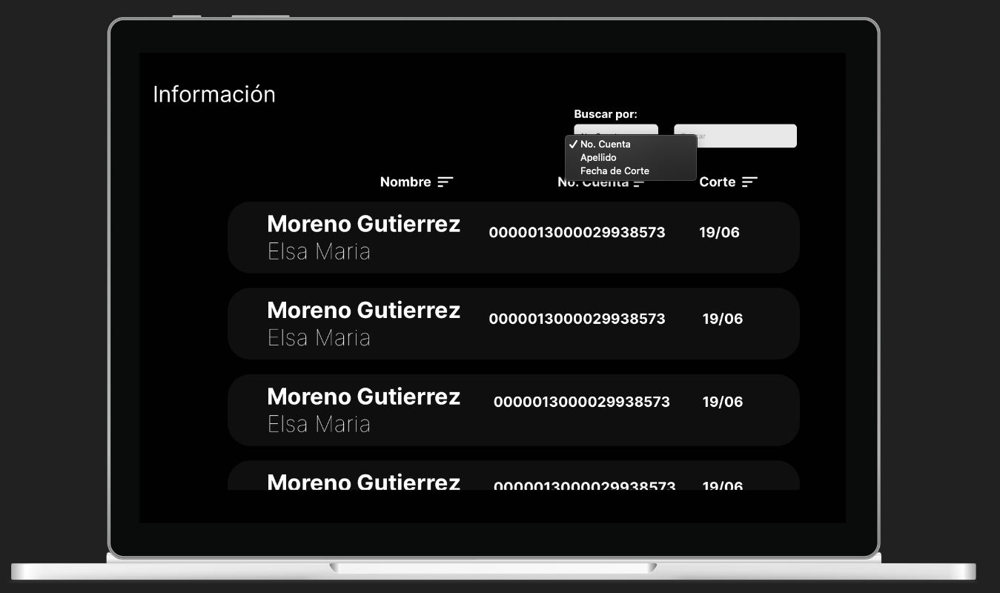 Información
Buscar por:
No. Cuenta
Apellido
Fecha de Corte
Nombre
No. Cuenta
Corte
Moreno Gutierrez
0000013000029938573
19/06
Elsa Maria
Moreno Gutierrez
0000013000029938573
19/06
Elsa Maria
Moreno Gutierrez
0000013000029938573
19/06
Elsa Maria
Moreno Gutierrez
0000013000029938573
19/06